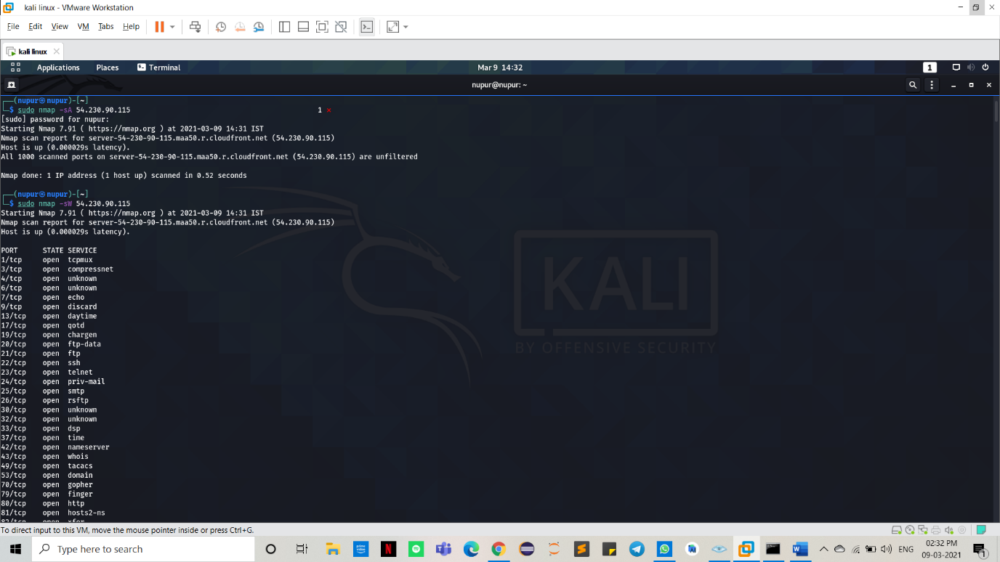 kali linux - VMware Workstation
File Edit View VM Tabs Help
kali linux
Applications Places Terminal Mar 9 14:32 1
nupur@nupur: ~
(nupur㉿nupur)-[~]
$ sudo nmap -sA 54.230.90.115 1 ×
[sudo] password for nupur:
Starting Nmap 7.91 ( https://nmap.org ) at 2021-03-09 14:31 IST
Nmap scan report for server-54-230-90-115.maa50.r.cloudfront.net (54.230.90.115)
Host is up (0.000029s latency).
All 1000 scanned ports on server-54-230-90-115.maa50.r.cloudfront.net (54.230.90.115) are unfiltered
Nmap done: 1 IP address (1 host up) scanned in 0.52 seconds
(nupur㉿nupur)-[~]
$ sudo nmap -sW 54.230.90.115
Starting Nmap 7.91 ( https://nmap.org ) at 2021-03-09 14:31 IST
Nmap scan report for server-54-230-90-115.maa50.r.cloudfront.net (54.230.90.115)
Host is up (0.000029s latency).
PORT STATE SERVICE
1/tcp open tcpmux
3/tcp open compressnet
4/tcp open unknown
6/tcp open unknown
7/tcp open echo
9/tcp open discard
13/tcp open daytime
17/tcp open qotd
19/tcp open chargen
20/tcp open ftp-data
21/tcp open ftp
22/tcp open ssh
23/tcp open telnet
24/tcp open priv-mail
25/tcp open smtp
26/tcp open rsftp
30/tcp open unknown
32/tcp open unknown
33/tcp open dsp
37/tcp open time
42/tcp open nameserver
43/tcp open whois
49/tcp open tacacs
53/tcp open domain
70/tcp open gopher
79/tcp open finger
80/tcp open http
81/tcp open hosts2-ns
82/tcp open xfer
KALI
BY OFFENSIVE SECURITY
To direct input to this VM, move the mouse pointer inside or press Ctrl+G.
Type here to search
ENG
02:32 PM
09-03-2021
1